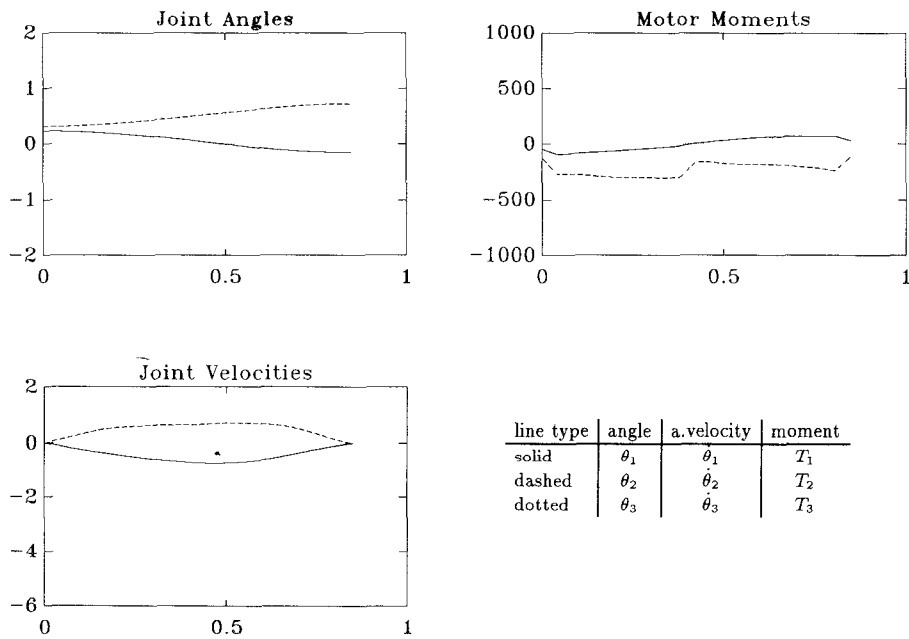 Joint Angles
2
1
0
−1
−2
0 0.5 1
Motor Moments
1000
500
0
−500
−1000
0 0.5 1
Joint Velocities
2
0
−2
−4
−6
0 0.5 1
line type angle a.velocity moment
solid θ₁ θ̇₁ T₁
dashed θ₂ θ̇₂ T₂
dotted θ₃ θ̇₃ T₃